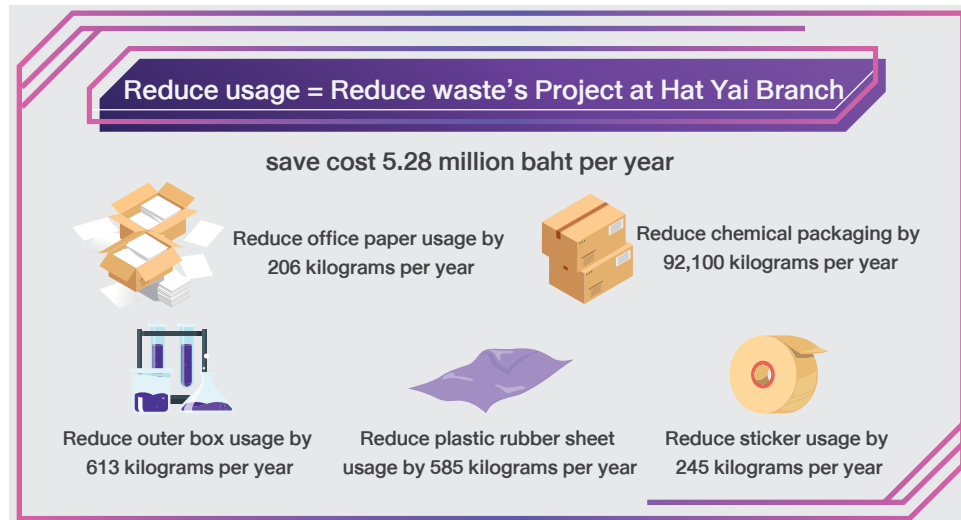 Reduce usage = Reduce waste's Project at Hat Yai Branch
save cost 5.28 million baht per year
Reduce office paper usage by
206 kilograms per year
Reduce chemical packaging by
92,100 kilograms per year
Reduce outer box usage by
613 kilograms per year
Reduce plastic rubber sheet
usage by 585 kilograms per year
Reduce sticker usage by
245 kilograms per year